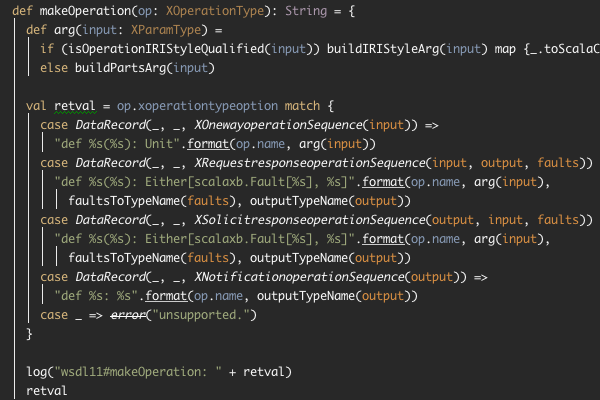 def makeOperation(op: XOperationType): String = {
def arg(input: XParamType) =
if (isOperationIRIStyleQualified(input)) buildIRIStyleArg(input) map {_.toScalaC
else buildPartsArg(input)
val retval = op.xoperationtypeoption match {
case DataRecord(_, _, XOnewayoperationSequence(input)) =>
"def %s(%s): Unit".format(op.name, arg(input))
case DataRecord(_, _, XRequestresponseoperationSequence(input, output, faults))
"def %s(%s): Either[scalaxb.Fault[%s], %s]".format(op.name, arg(input),
faultsToTypeName(faults), outputTypeName(output))
case DataRecord(_, _, XSolicitresponseoperationSequence(output, input, faults))
"def %s(%s): Either[scalaxb.Fault[%s], %s]".format(op.name, arg(input),
faultsToTypeName(faults), outputTypeName(output))
case DataRecord(_, _, XNotificationoperationSequence(output)) =>
"def %s: %s".format(op.name, outputTypeName(output))
case _ => error("unsupported.")
}
log("wsdl11#makeOperation: " + retval)
retval